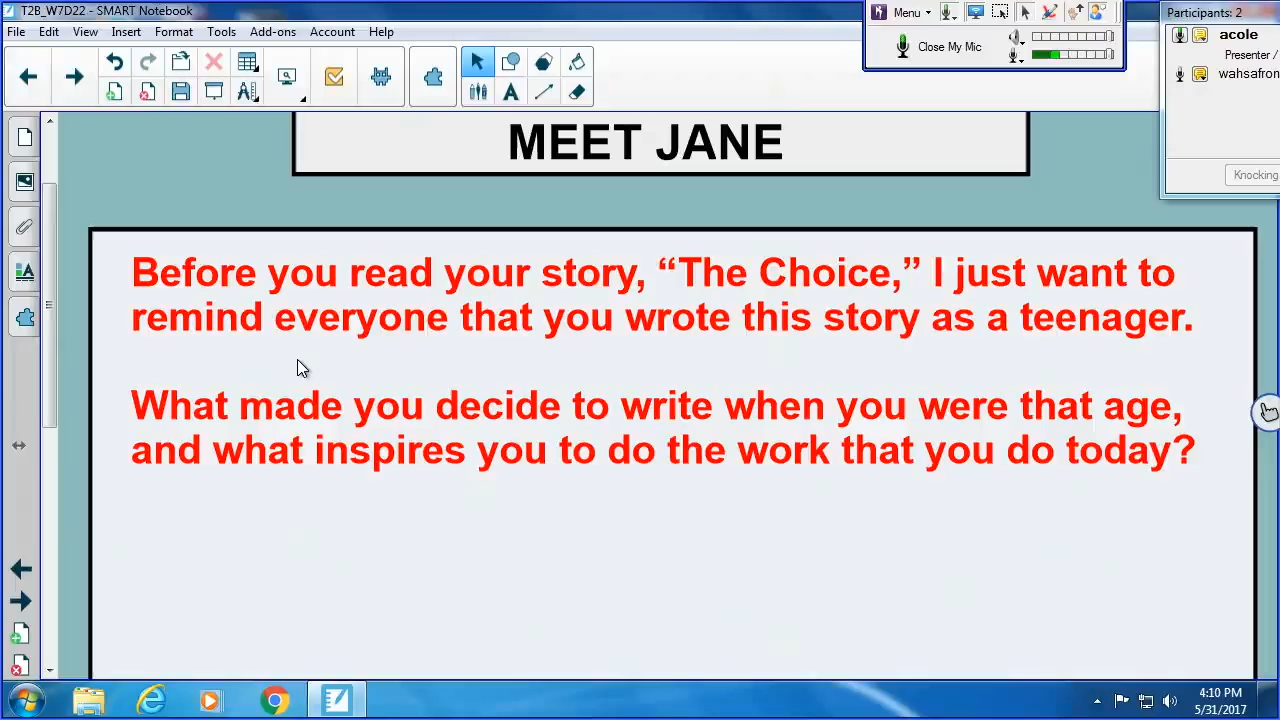 T2B_W7D22 - SMART Notebook
File Edit View Insert Format Tools Add-ons Account Help
Menu
Close My Mic
Participants: 2
acole
Presenter /
wahsafron
Knocking
MEET JANE
Before you read your story, “The Choice,” I just want to
remind everyone that you wrote this story as a teenager.
What made you decide to write when you were that age,
and what inspires you to do the work that you do today?
4:10 PM
5/31/2017